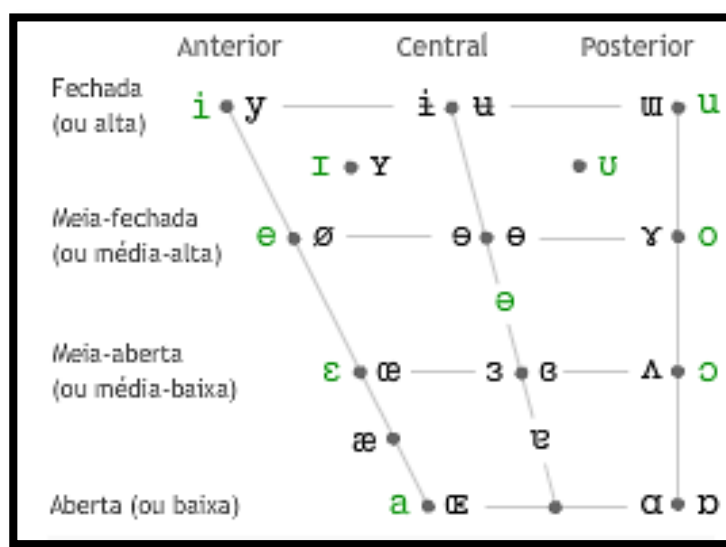 Anterior Central Posterior
Fechada
(ou alta)
i y ɨ ʉ ɯ u
ɪ ʏ ʊ
Meia-fechada
(ou média-alta)
e ø ɘ ɵ ɤ o
ə
Meia-aberta
(ou média-baixa)
ɛ œ ɜ ɞ ʌ ɔ
æ ɐ
Aberta (ou baixa)
a ɶ ɑ ɒ